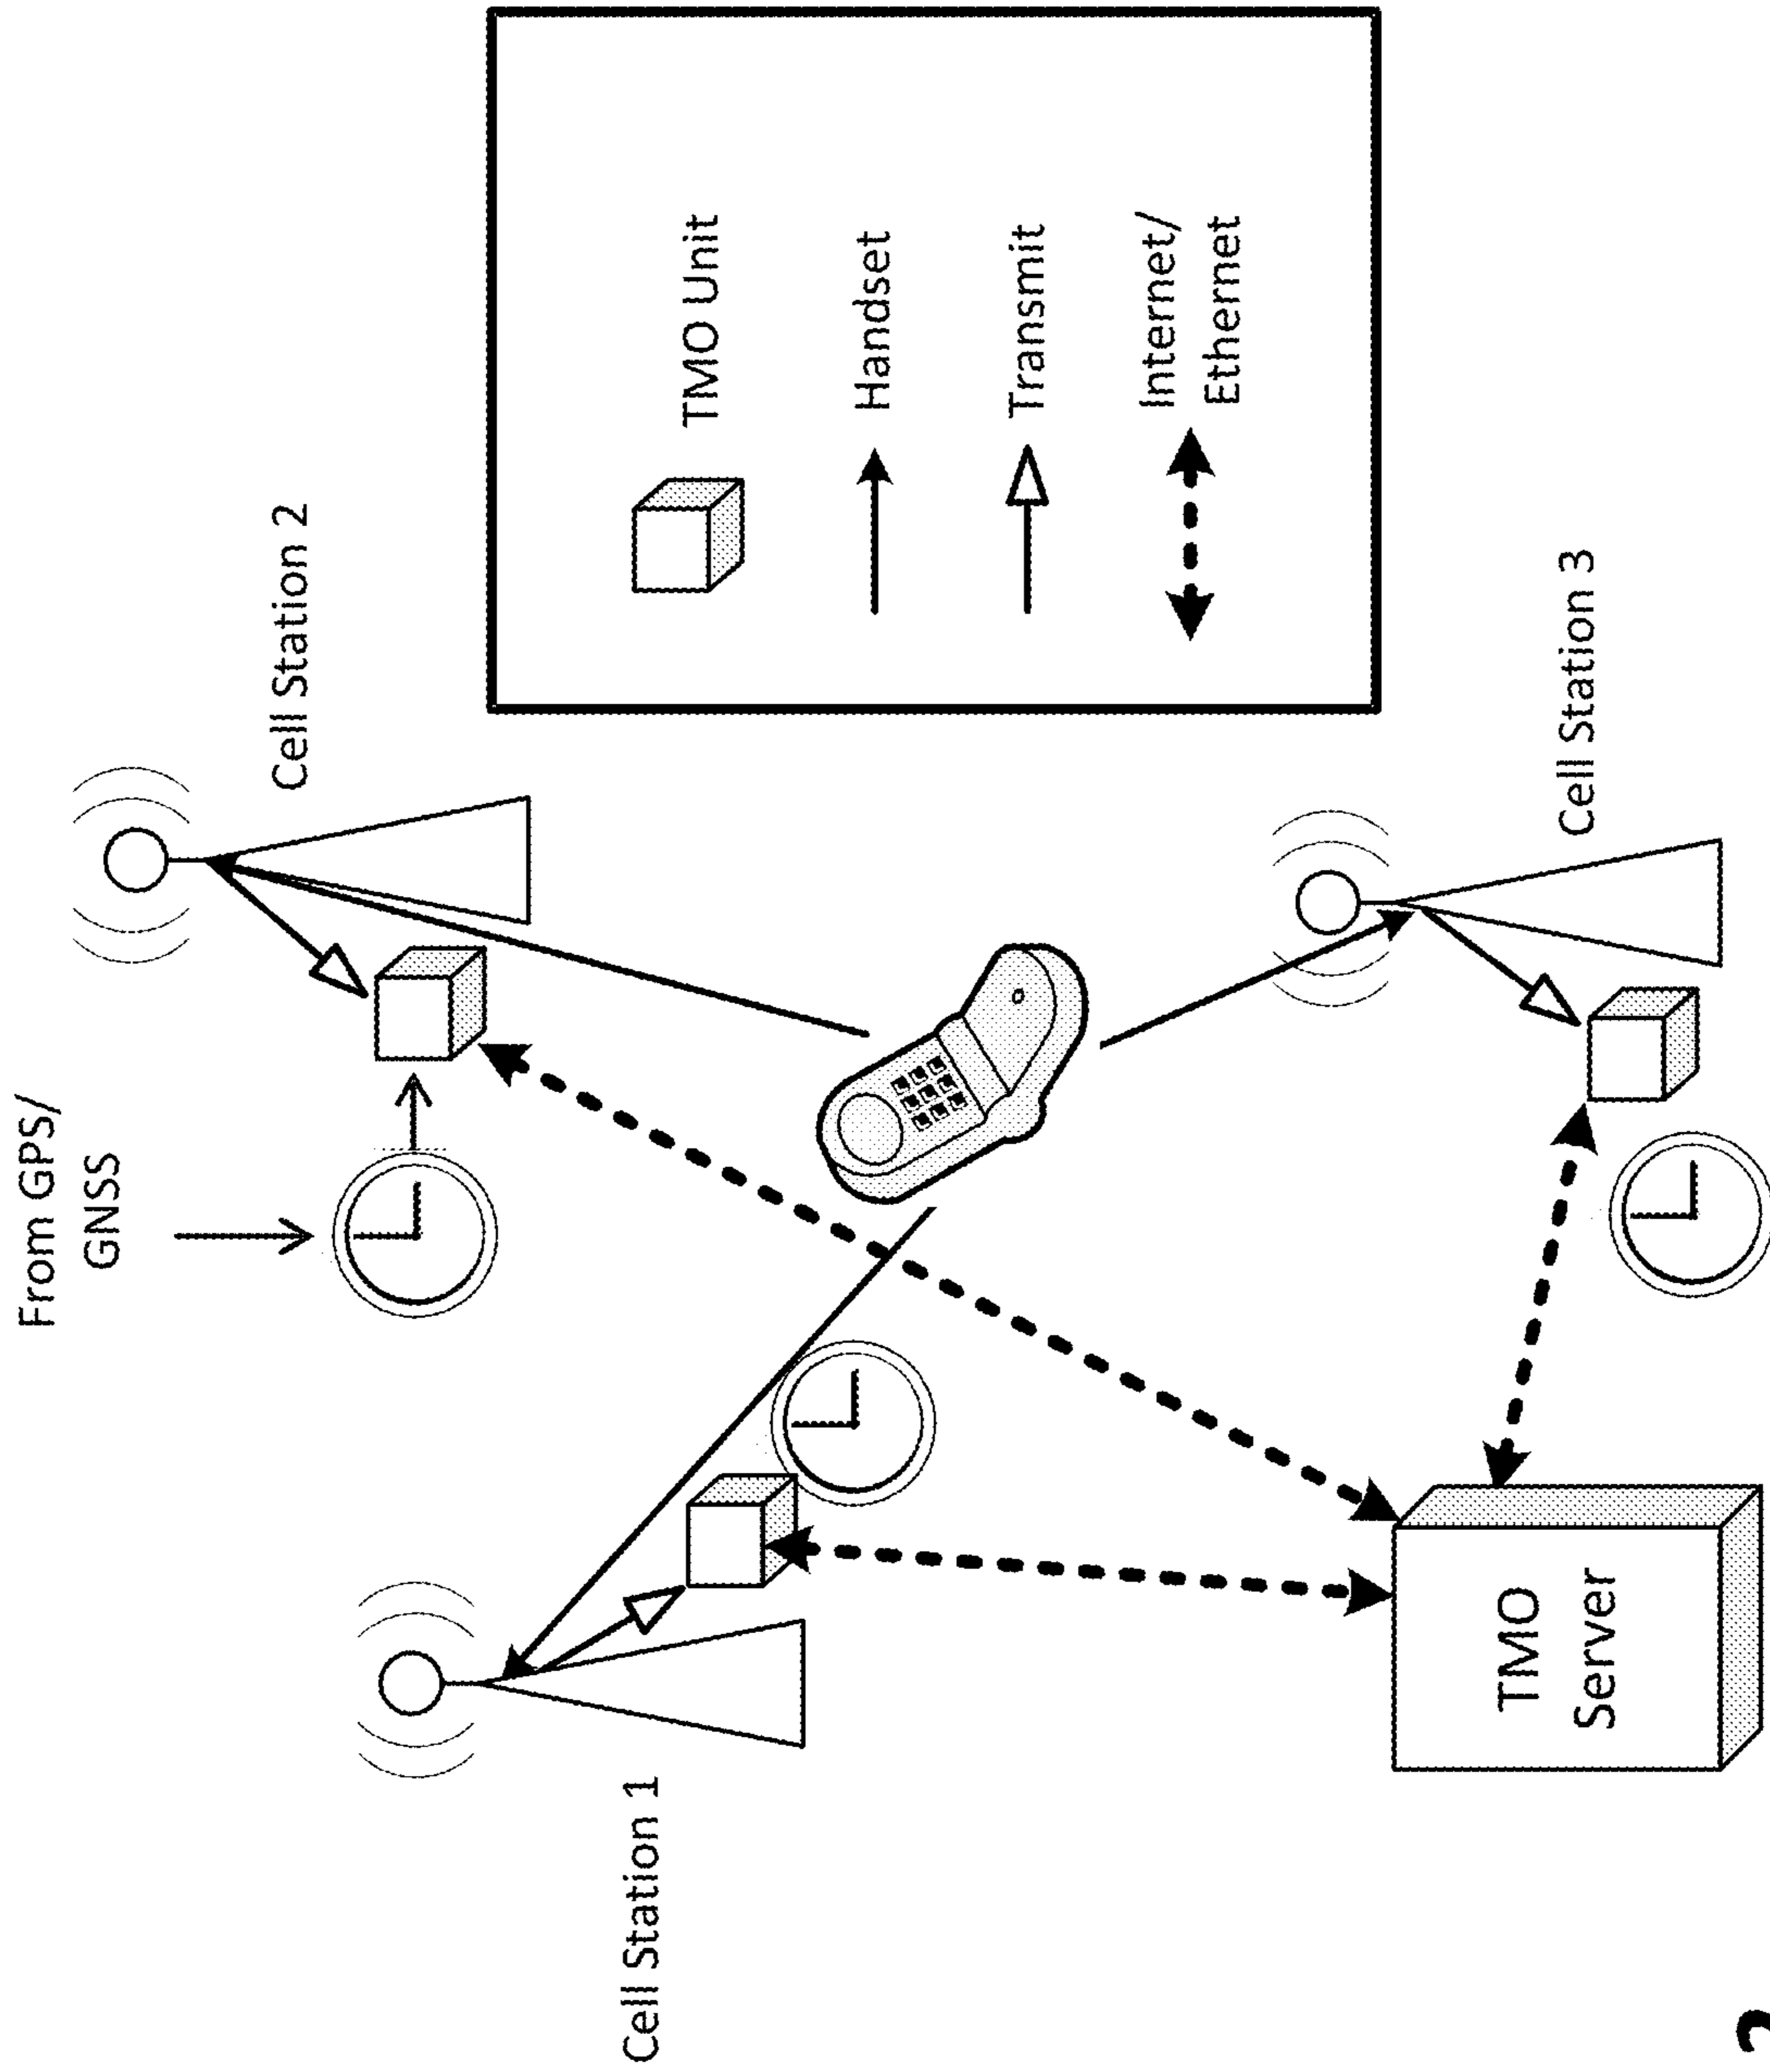 From GPS/
GNSS
Cell Station 2
Cell Station 1
TMO
Server
Cell Station 3
TMO Unit
Handset
Transmit
Internet/
Ethernet